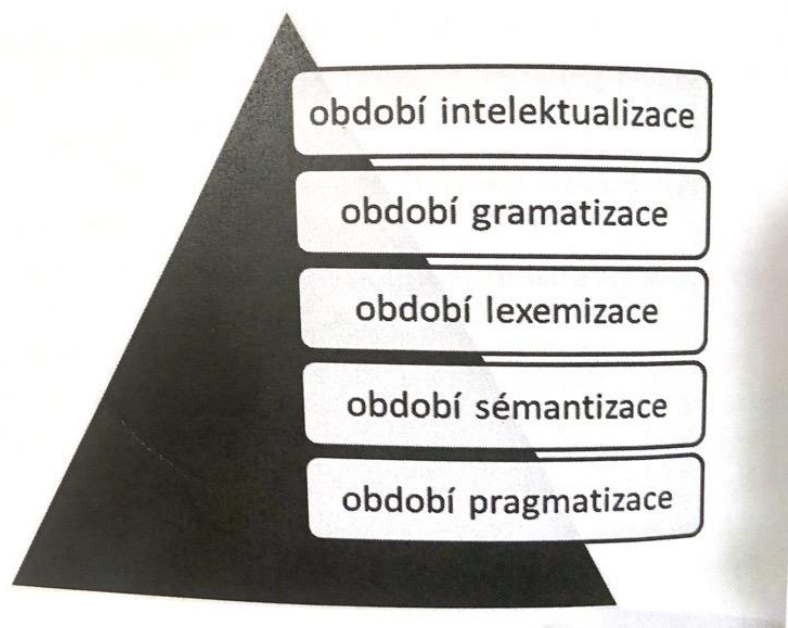 období intelektualizace
období gramatizace
období lexemizace
období sémantizace
období pragmatizace